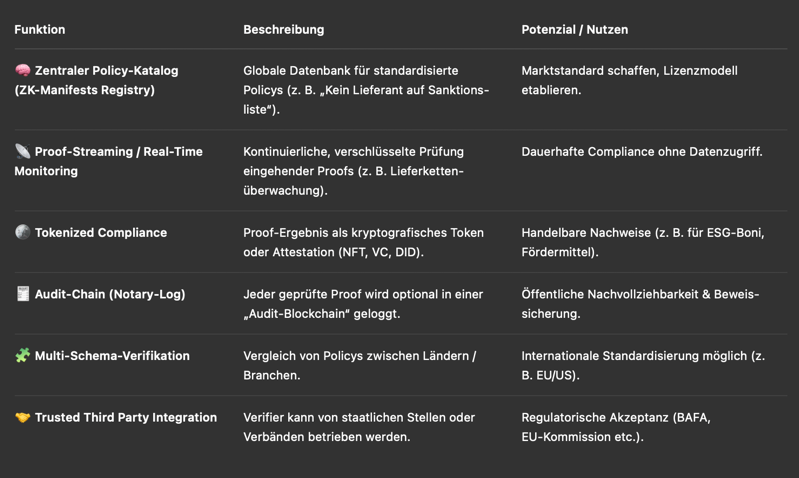 Funktion Beschreibung Potenzial / Nutzen
🧠 Zentraler Policy-Katalog Globale Datenbank für standardisierte Marktstandard schaffen, Lizenzmodell
(ZK-Manifests Registry) Policys (z. B. „Kein Lieferant auf Sanktions- etablieren.
liste“).
📡 Proof-Streaming / Real-Time Kontinuierliche, verschlüsselte Prüfung Dauerhafte Compliance ohne Datenzugriff.
Monitoring eingehender Proofs (z. B. Lieferketten-
überwachung).
🪙 Tokenized Compliance Proof-Ergebnis als kryptografisches Token Handelbare Nachweise (z. B. für ESG-Boni,
oder Attestation (NFT, VC, DID). Fördermittel).
🧾 Audit-Chain (Notary-Log) Jeder geprüfte Proof wird optional in einer Öffentliche Nachvollziehbarkeit & Beweis-
„Audit-Blockchain“ geloggt. sicherung.
🧩 Multi-Schema-Verifikation Vergleich von Policys zwischen Ländern / Internationale Standardisierung möglich (z.
Branchen. B. EU/US).
🤝 Trusted Third Party Integration Verifier kann von staatlichen Stellen oder Regulatorische Akzeptanz (BAFA,
Verbänden betrieben werden. EU-Kommission etc.).